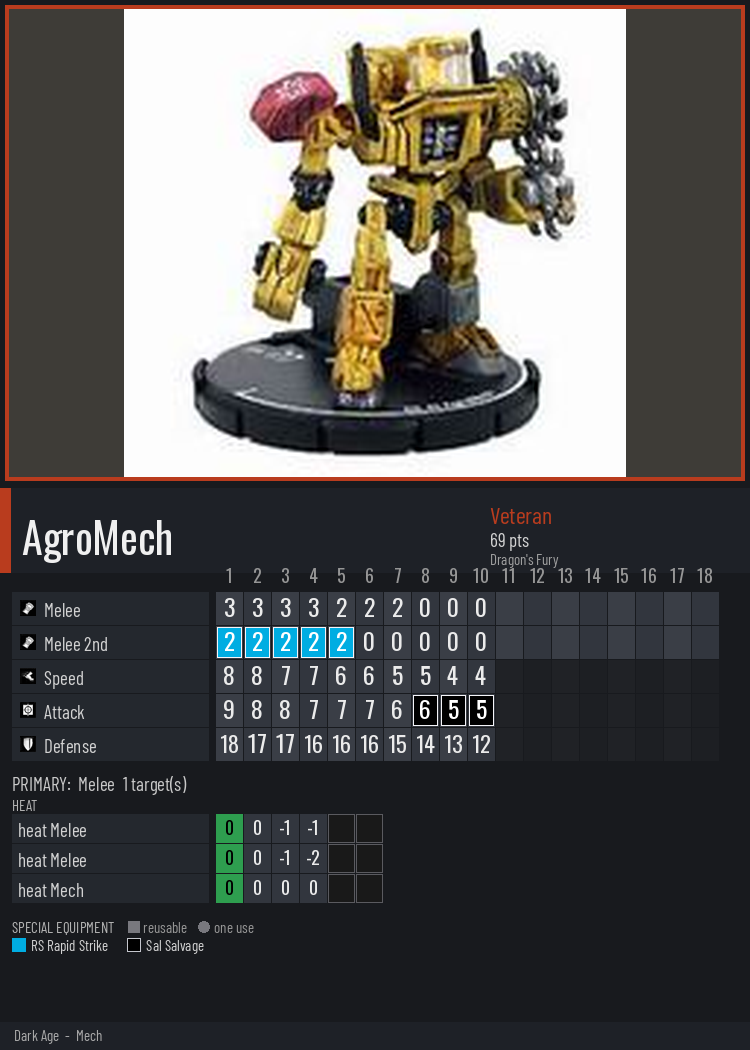 AgroMech
Veteran
69 pts
Dragon's Fury
1 2 3 4 5 6 7 8 9 10 11 12 13 14 15 16 17 18
Melee 3 3 3 3 2 2 2 0 0 0
Melee 2nd 2 2 2 2 2 0 0 0 0 0
Speed 8 8 7 7 6 6 5 5 4 4
Attack 9 8 8 7 7 7 6 6 5 5
Defense 18 17 17 16 16 16 15 14 13 12
PRIMARY: Melee 1 target(s)
HEAT
heat Melee 0 0 -1 -1
heat Melee 0 0 -1 -2
heat Mech 0 0 0 0
SPECIAL EQUIPMENT reusable one use
RS Rapid Strike Sal Salvage
Dark Age - Mech